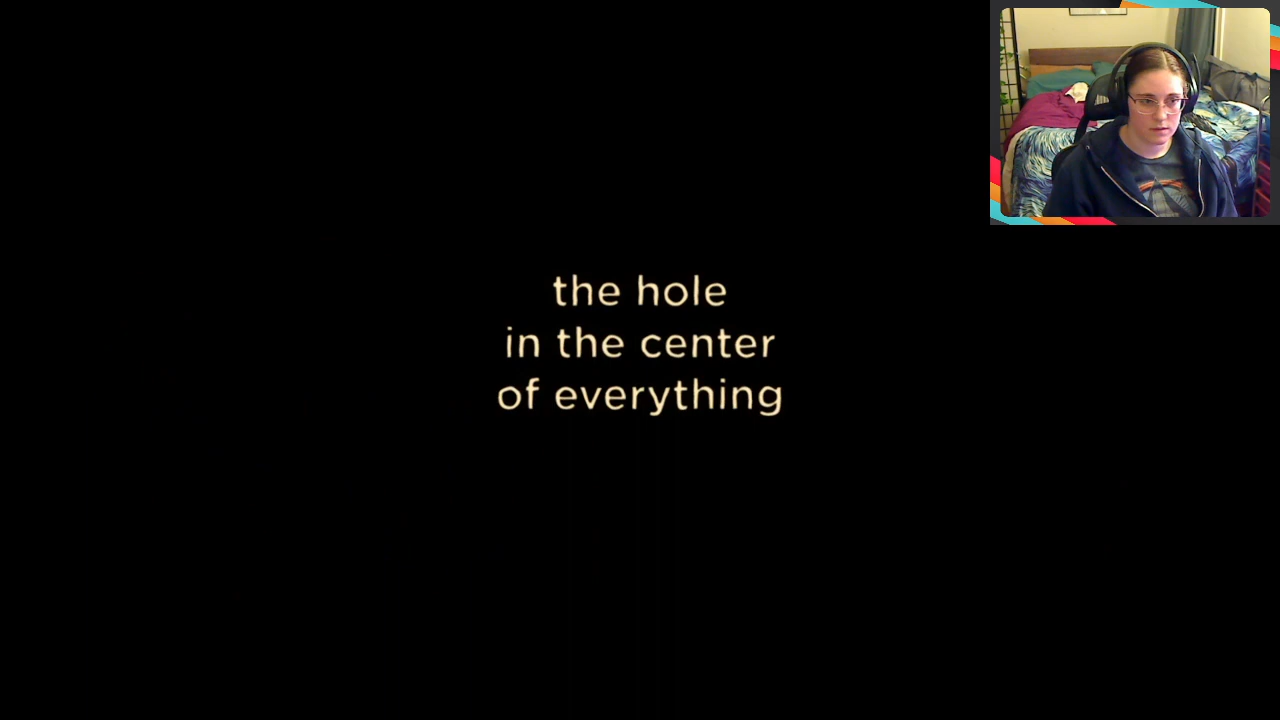 the hole
in the center
of everything